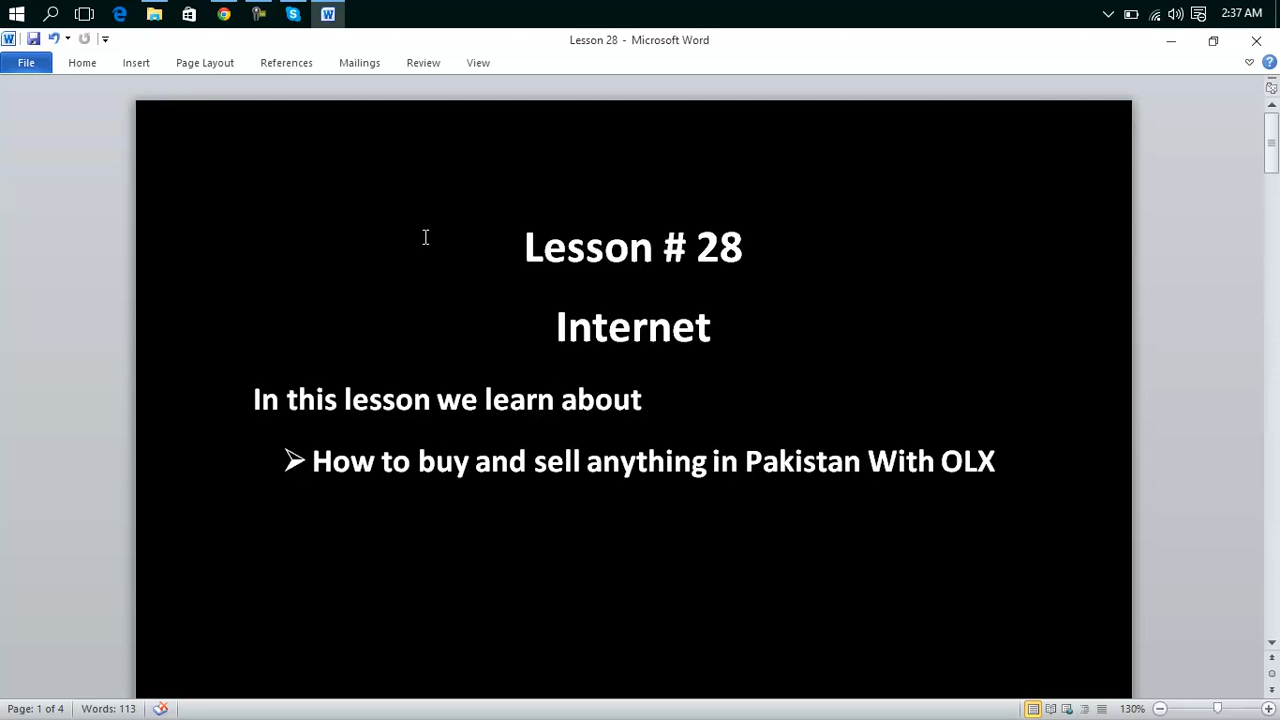 2:37 AM
Lesson 28 - Microsoft Word
File Home Insert Page Layout References Mailings Review View
Lesson # 28
Internet
In this lesson we learn about
How to buy and sell anything in Pakistan With OLX
Page: 1 of 4 Words: 113 130%